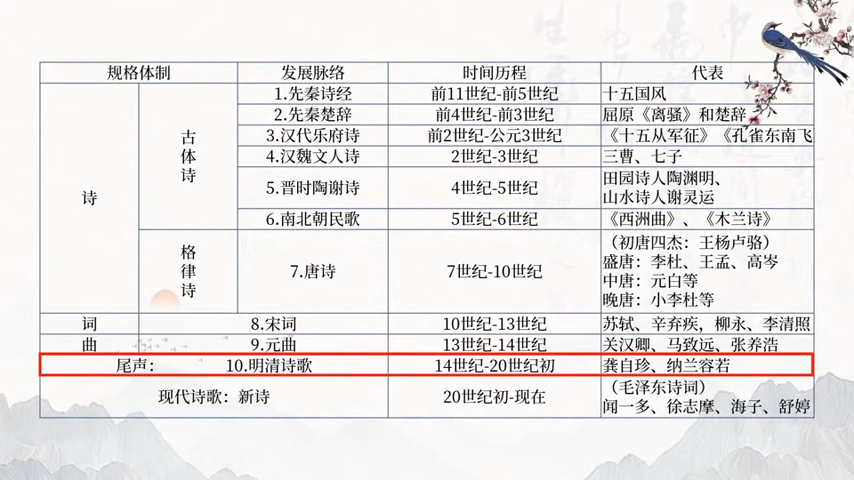 规格体制 发展脉络 时间历程 代表
诗
古体诗
1.先秦诗经 前11世纪-前5世纪 十五国风
2.先秦楚辞 前4世纪-前3世纪 屈原《离骚》和楚辞
3.汉代乐府诗 前2世纪-公元3世纪 《十五从军征》《孔雀东南飞
4.汉魏文人诗 2世纪-3世纪 三曹、七子
5.晋时陶谢诗 4世纪-5世纪 田园诗人陶渊明、
山水诗人谢灵运
6.南北朝民歌 5世纪-6世纪 《西洲曲》、《木兰诗》
格律诗
7.唐诗 7世纪-10世纪 （初唐四杰：王杨卢骆）
盛唐：李杜、王孟、高岑
中唐：元白等
晚唐：小李杜等
词 8.宋词 10世纪-13世纪 苏轼、辛弃疾，柳永、李清照
曲 9.元曲 13世纪-14世纪 关汉卿、马致远、张养浩
尾声： 10.明清诗歌 14世纪-20世纪初 龚自珍、纳兰容若
现代诗歌：新诗 20世纪初-现在 （毛泽东诗词）
闻一多、徐志摩、海子、舒婷